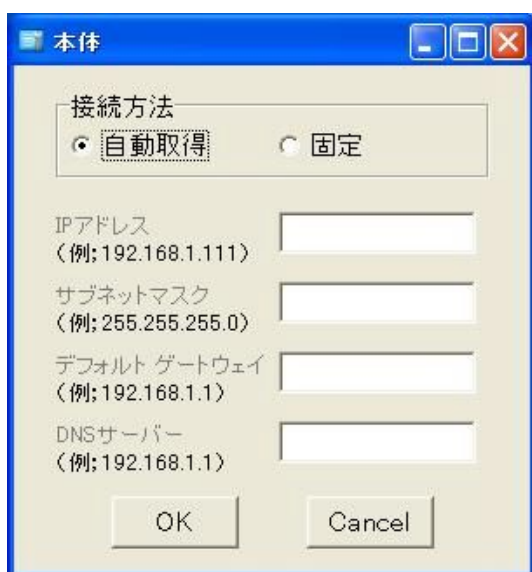 本体
接続方法
自動取得 固定
IPアドレス
(例;192.168.1.111)
サブネットマスク
(例;255.255.255.0)
デフォルト ゲートウェイ
(例;192.168.1.1)
DNSサーバー
(例;192.168.1.1)
OK Cancel